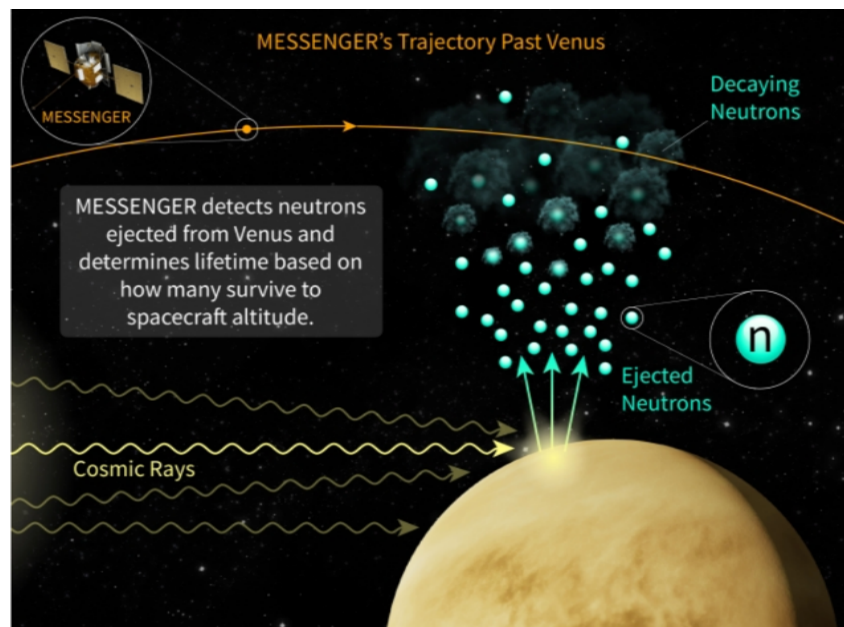 MESSENGER's Trajectory Past Venus
MESSENGER
Decaying
Neutrons
MESSENGER detects neutrons
ejected from Venus and
determines lifetime based on
how many survive to
spacecraft altitude.
n
Ejected
Neutrons
Cosmic Rays